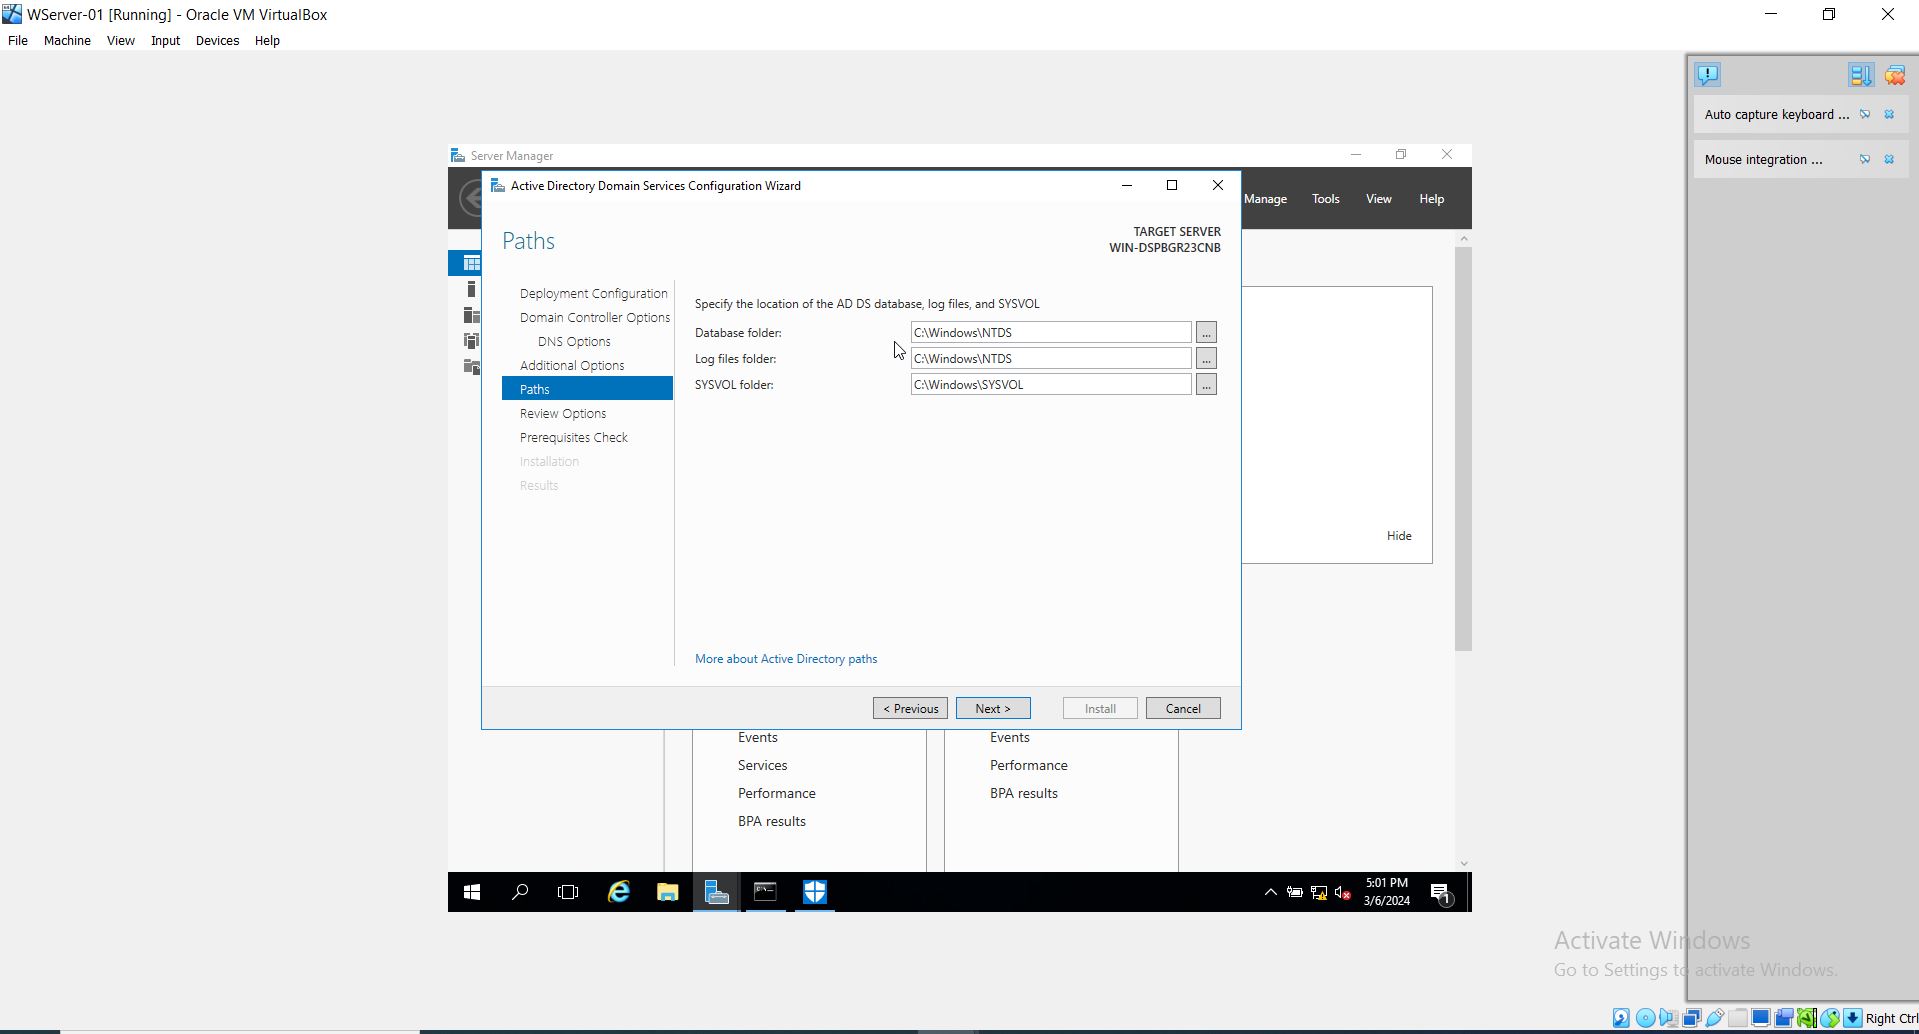 WServer-01 [Running] - Oracle VM VirtualBox
File Machine View Input Devices Help
Auto capture keyboard ...
Mouse integration ...
Server Manager
Manage Tools View Help
Active Directory Domain Services Configuration Wizard
Paths
TARGET SERVER
WIN-DSPBGR23CNB
Deployment Configuration
Domain Controller Options
DNS Options
Additional Options
Paths
Review Options
Prerequisites Check
Installation
Results
Specify the location of the AD DS database, log files, and SYSVOL
Database folder: C:\Windows\NTDS ...
Log files folder: C:\Windows\NTDS ...
SYSVOL folder: C:\Windows\SYSVOL ...
More about Active Directory paths
< Previous Next > Install Cancel
Hide
Events
Services
Performance
BPA results
Events
Performance
BPA results
5:01 PM
3/6/2024
1
Activate Windows
Go to Settings to activate Windows.
Right Ctrl